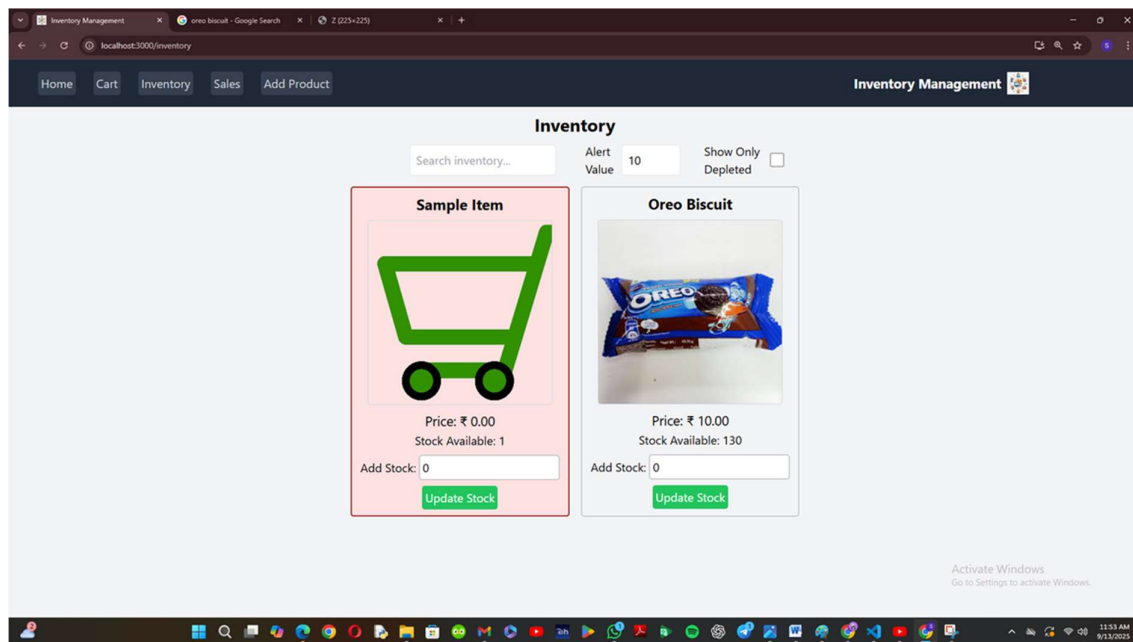 Inventory Management
oreo biscuit - Google Search
Z (225×225)
localhost:3000/inventory
Home
Cart
Inventory
Sales
Add Product
Inventory Management
Inventory
Search inventory...
Alert
Value
10
Show Only
Depleted
Sample Item
Price: ₹ 0.00
Stock Available: 1
Add Stock: 0
Update Stock
Oreo Biscuit
OREO
Price: ₹ 10.00
Stock Available: 130
Add Stock: 0
Update Stock
Activate Windows
Go to Settings to activate Windows.
11:53 AM
9/13/2025